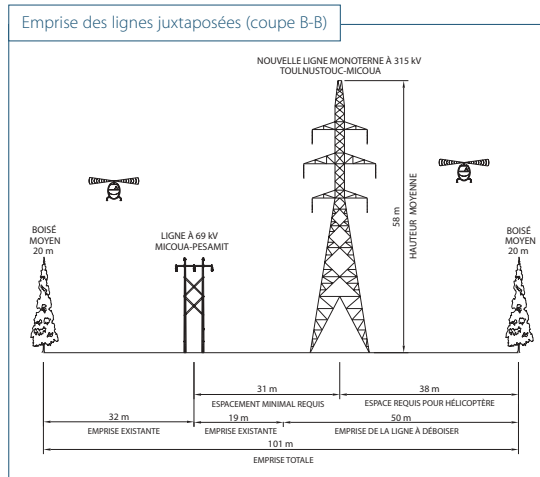 Emprise des lignes juxtaposées (coupe B-B)
NOUVELLE LIGNE MONOTERNE À 315 kV
TOULNUSTOUC-MICOUA
58 m
HAUTEUR MOYENNE
BOISÉ
MOYEN
20 m
LIGNE À 69 kV
MICOUA-PESAMIT
BOISÉ
MOYEN
20 m
31 m
ESPACEMENT MINIMAL REQUIS
38 m
ESPACE REQUIS POUR HÉLICOPTÈRE
32 m
EMPRISE EXISTANTE
19 m
EMPRISE EXISTANTE
50 m
EMPRISE DE LA LIGNE À DÉBOISER
101 m
EMPRISE TOTALE